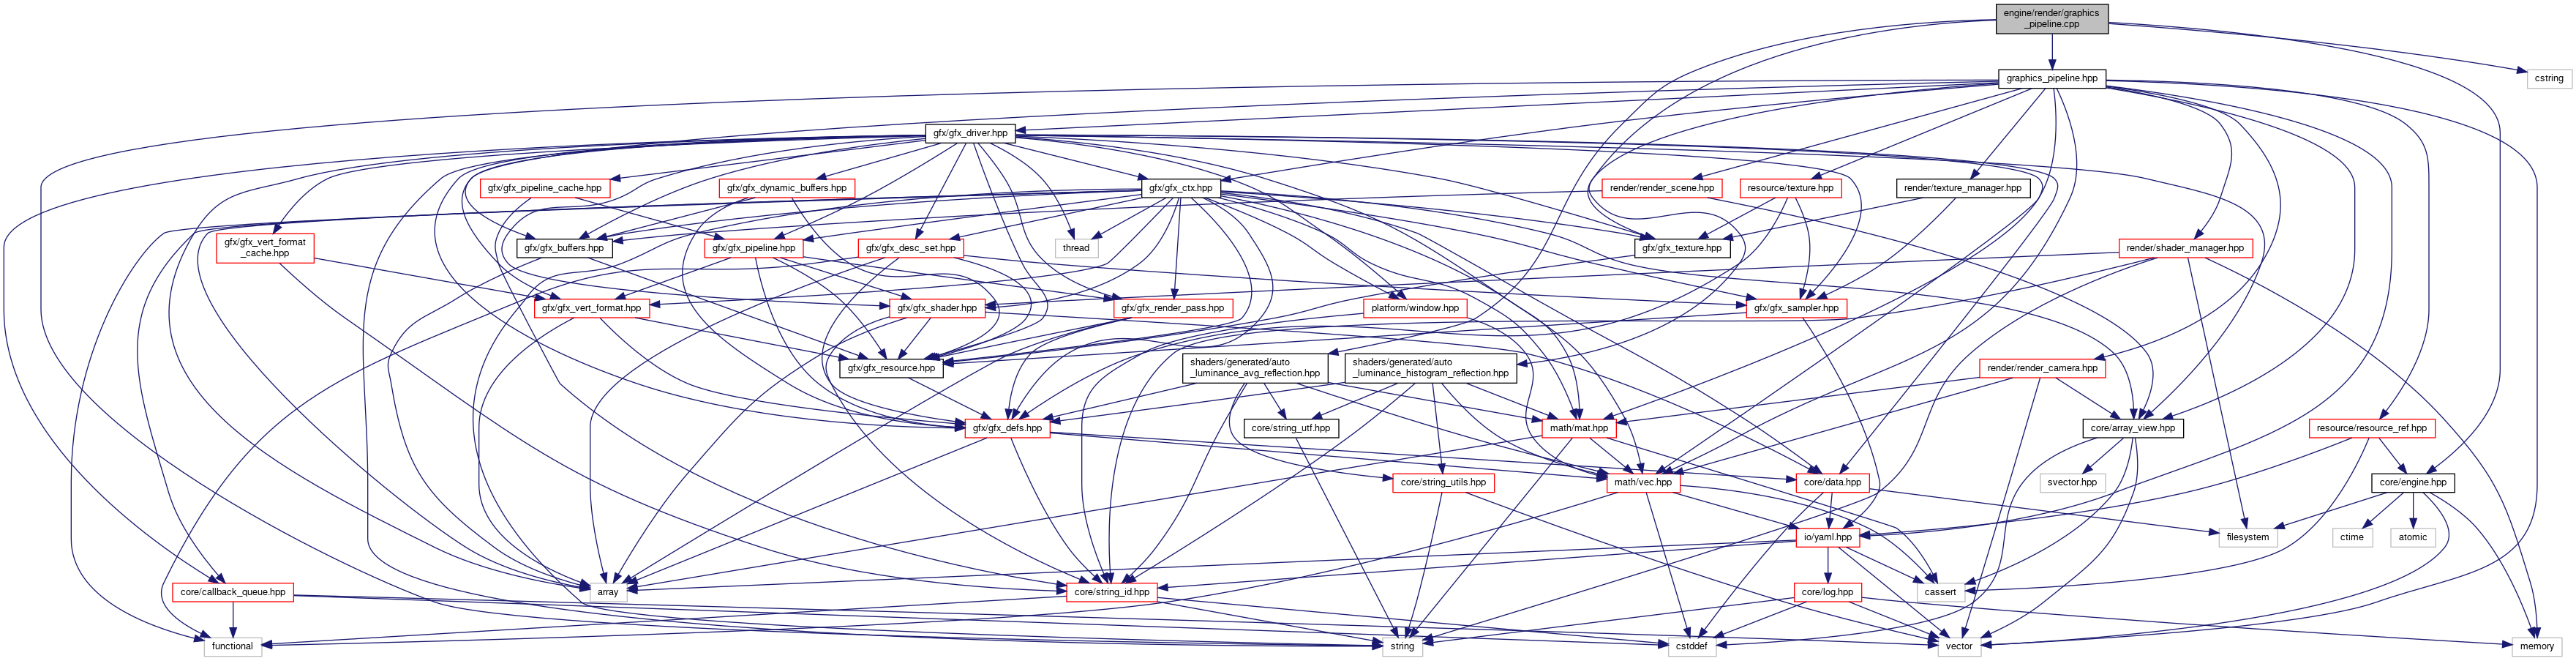 engine/render/graphics
_pipeline.cpp
graphics_pipeline.hpp
cstring
gfx/gfx_driver.hpp
gfx/gfx_pipeline_cache.hpp
gfx/gfx_dynamic_buffers.hpp
gfx/gfx_ctx.hpp
render/render_scene.hpp
resource/texture.hpp
render/texture_manager.hpp
gfx/gfx_vert_format
_cache.hpp
gfx/gfx_buffers.hpp
gfx/gfx_pipeline.hpp
gfx/gfx_desc_set.hpp
thread
gfx/gfx_texture.hpp
render/shader_manager.hpp
gfx/gfx_vert_format.hpp
gfx/gfx_shader.hpp
gfx/gfx_render_pass.hpp
platform/window.hpp
gfx/gfx_sampler.hpp
gfx/gfx_resource.hpp
shaders/generated/auto
_luminance_avg_reflection.hpp
shaders/generated/auto
_luminance_histogram_reflection.hpp
render/render_camera.hpp
gfx/gfx_defs.hpp
core/string_utf.hpp
math/mat.hpp
core/array_view.hpp
resource/resource_ref.hpp
core/string_utils.hpp
math/vec.hpp
core/data.hpp
svector.hpp
core/engine.hpp
io/yaml.hpp
filesystem
ctime
atomic
core/callback_queue.hpp
array
core/string_id.hpp
core/log.hpp
cassert
functional
string
cstddef
vector
memory